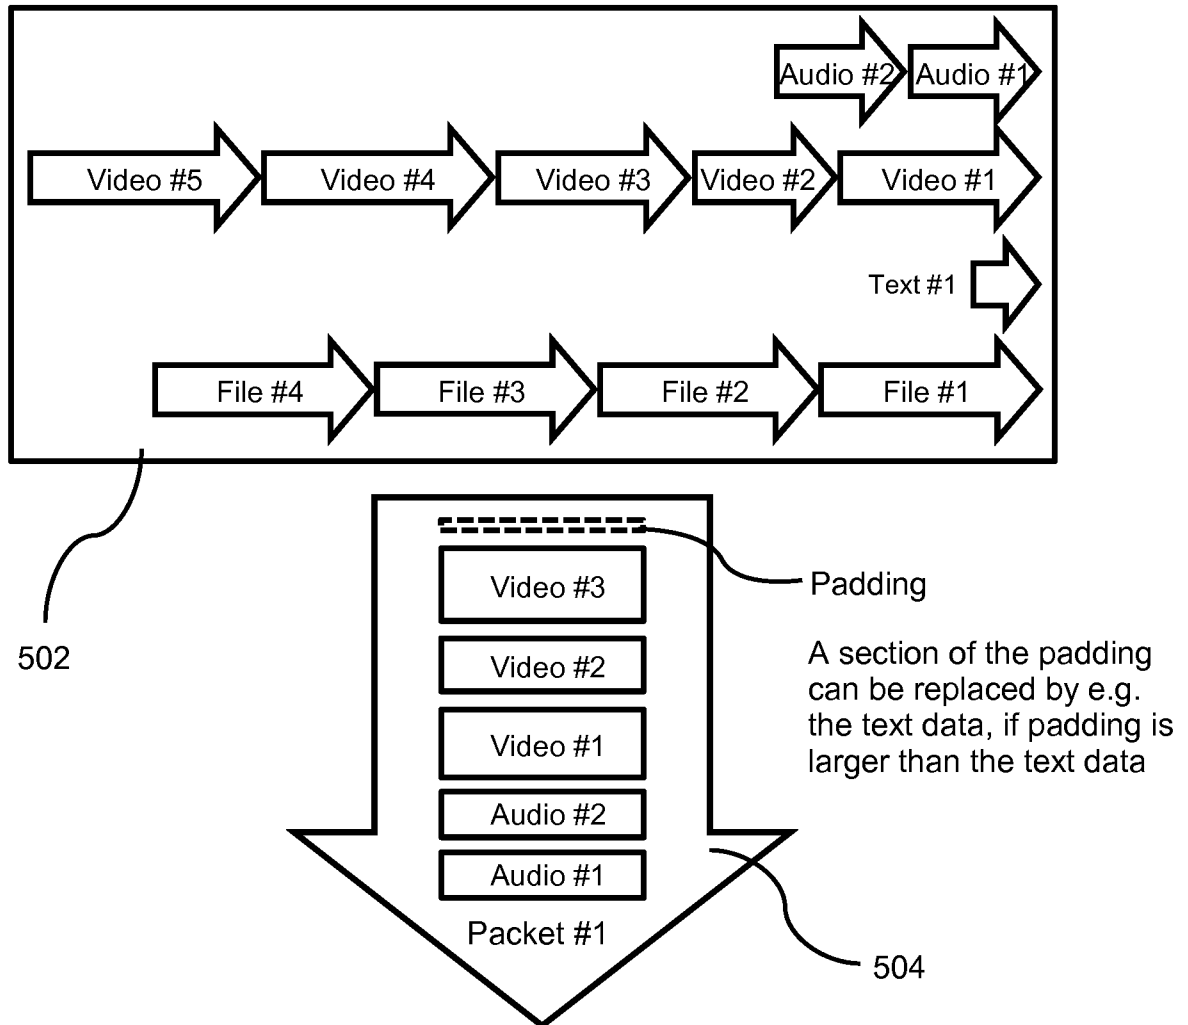 Audio #2 Audio #1
Video #5 Video #4 Video #3 Video #2 Video #1
Text #1
File #4 File #3 File #2 File #1
502
Padding
Video #3
A section of the padding
can be replaced by e.g.
the text data, if padding is
larger than the text data
Video #2
Video #1
Audio #2
Audio #1
Packet #1
504